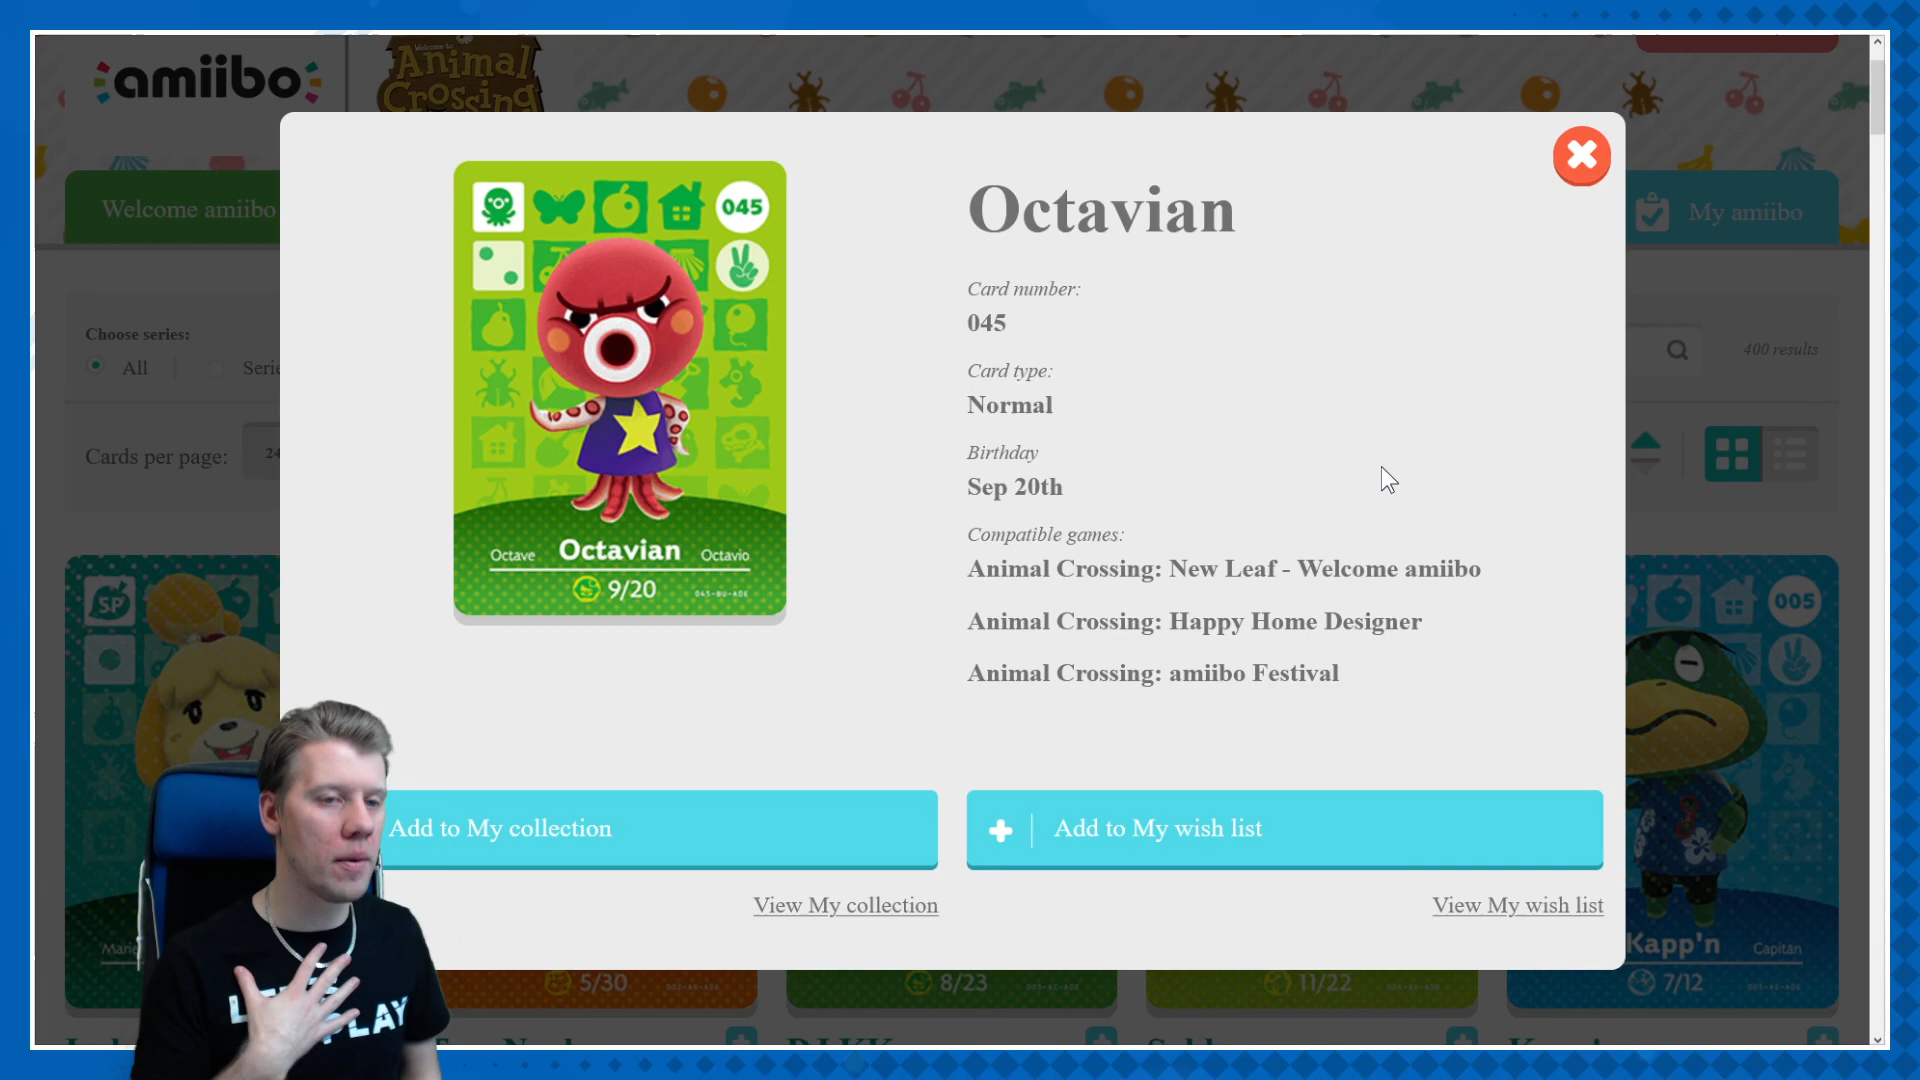 amiibo
Welcome to
Animal
Crossing
Welcome amiibo
My amiibo
Choose series:
All
400 results
Cards per page:
24
045
Octave Octavian Octavio
9/20
Octavian
Card number:
045
Card type:
Normal
Birthday
Sep 20th
Compatible games:
Animal Crossing: New Leaf - Welcome amiibo
Animal Crossing: Happy Home Designer
Animal Crossing: amiibo Festival
Add to My collection
Add to My wish list
View My collection
View My wish list
SP
005
Kapp'n Capitán
5/30
8/23
11/22
7/12
PLAY